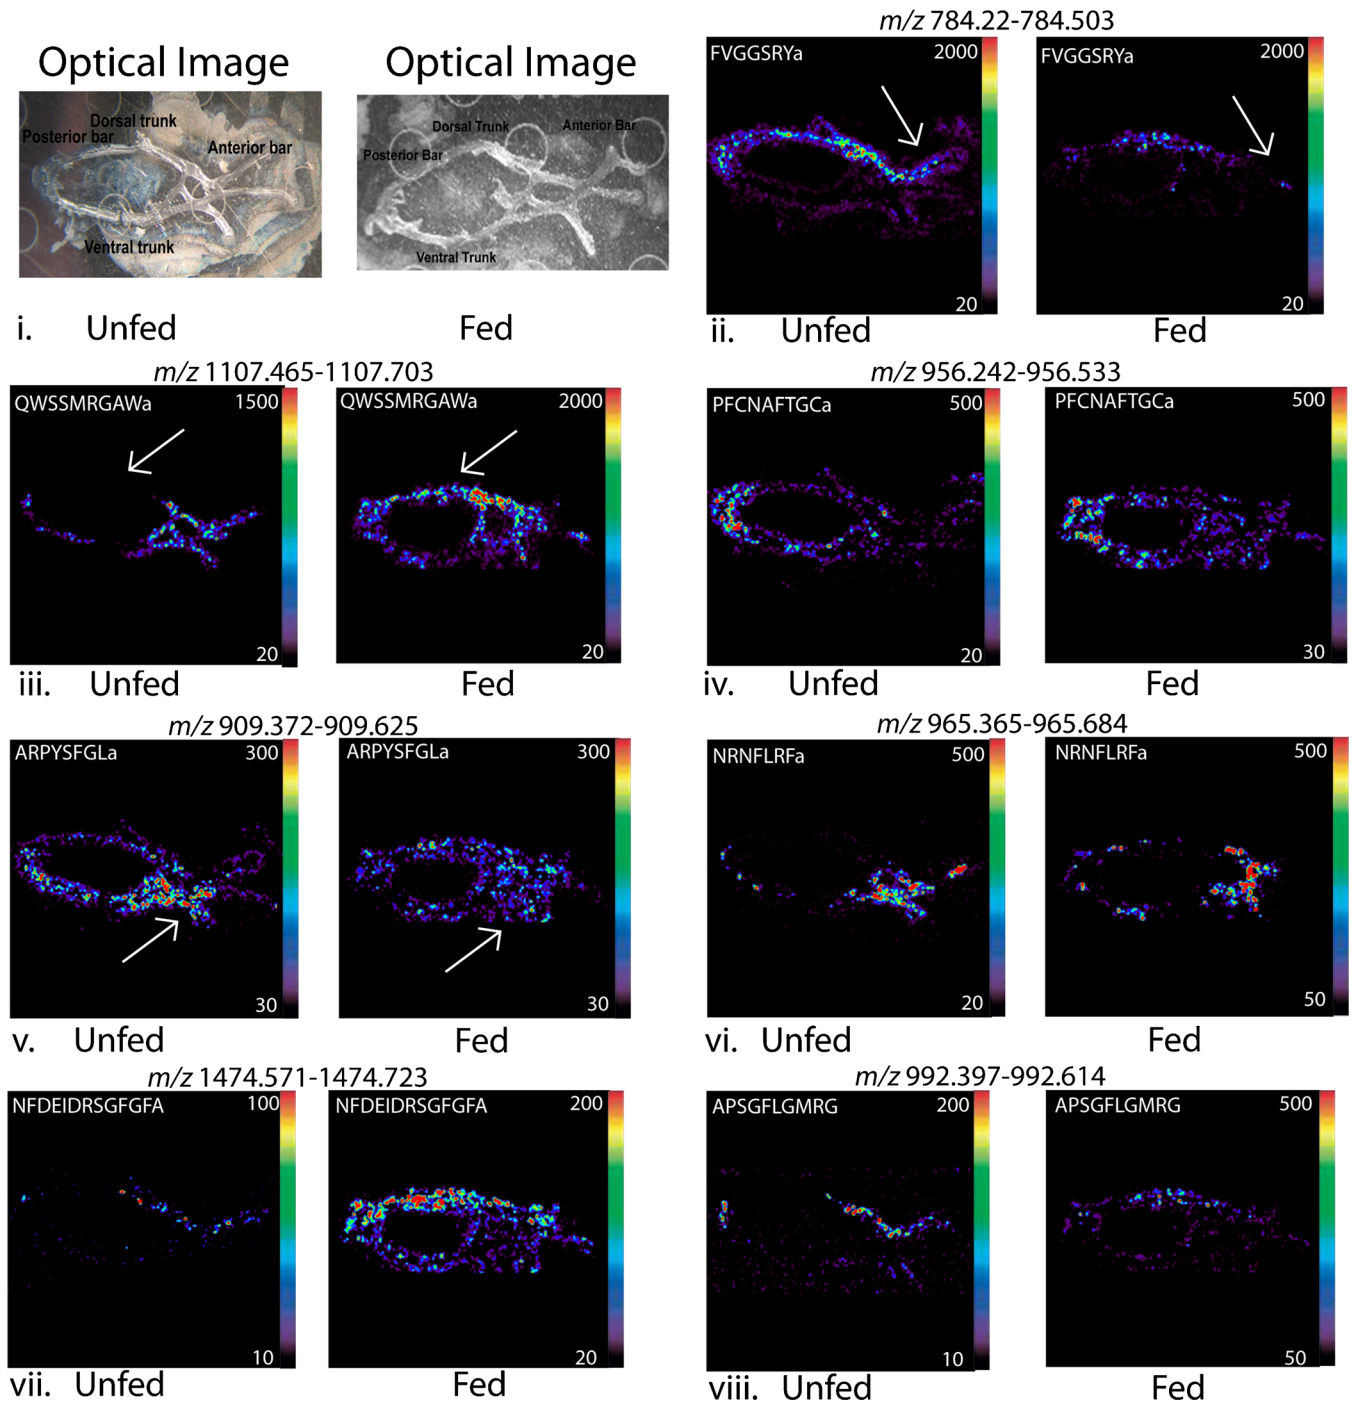 Optical Image
Optical Image
Dorsal trunk
Posterior bar
Anterior bar
Ventral trunk
Dorsal Trunk
Anterior Bar
Posterior Bar
Ventral Trunk
i. Unfed Fed
m/z 784.22-784.503
FVGGSRYa 2000
20
FVGGSRYa 2000
20
ii. Unfed Fed
m/z 1107.465-1107.703
QWSSMRGAWa 1500
20
QWSSMRGAWa 2000
20
iii. Unfed Fed
m/z 956.242-956.533
PFCNAFTGCa 500
20
PFCNAFTGCa 500
30
iv. Unfed Fed
m/z 909.372-909.625
ARPYSFGLa 300
30
ARPYSFGLa 300
30
v. Unfed Fed
m/z 965.365-965.684
NRNFLRFa 500
20
NRNFLRFa 500
50
vi. Unfed Fed
m/z 1474.571-1474.723
NFDEIDRSGFGFA 100
10
NFDEIDRSGFGFA 200
20
vii. Unfed Fed
m/z 992.397-992.614
APSGFLGMRG 200
10
APSGFLGMRG 500
50
viii. Unfed Fed